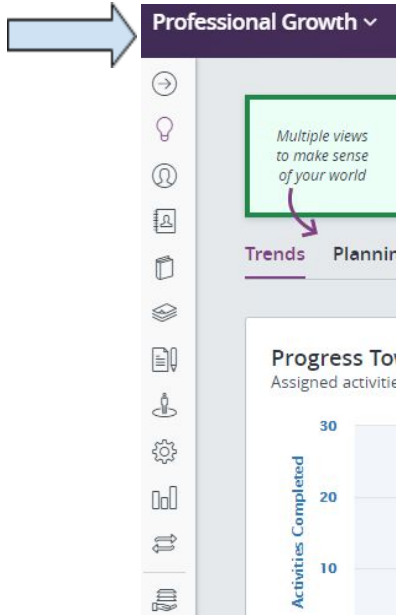 Professional Growth
Multiple views
to make sense
of your world
Trends
Progress
Assigned
30
Activities Completed
20
10